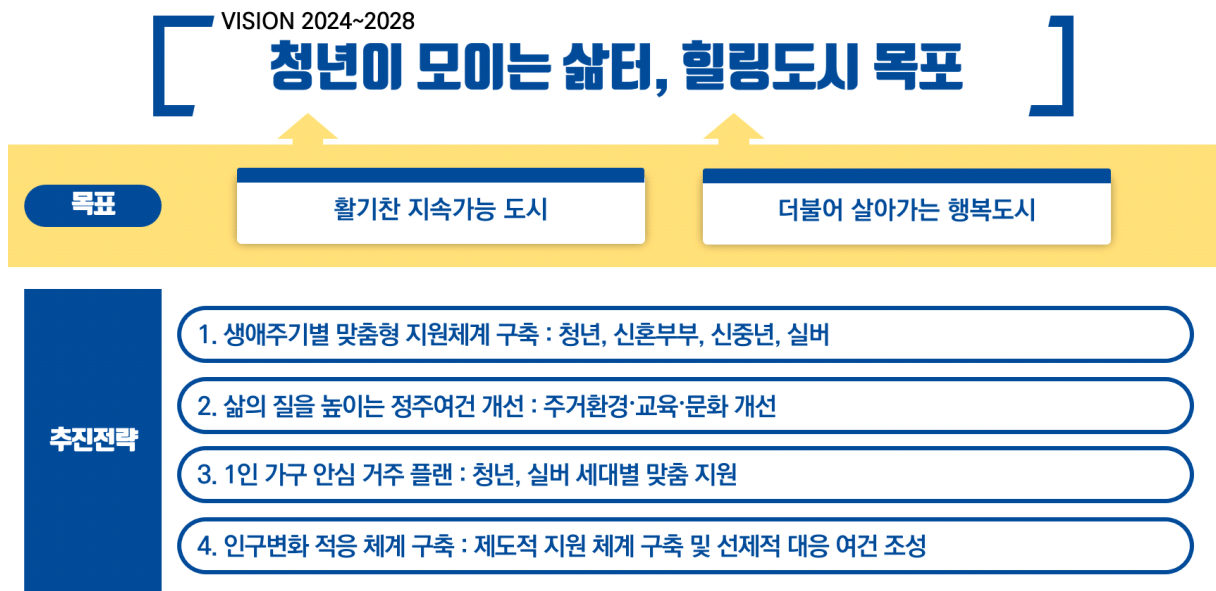 VISION 2024~2028
청년이 모이는 삶터, 힐링도시 목포
목표
활기찬 지속가능 도시
더불어 살아가는 행복도시
추진전략
1. 생애주기별 맞춤형 지원체계 구축 : 청년, 신혼부부, 신중년, 실버
2. 삶의 질을 높이는 정주여건 개선 : 주거환경·교육·문화 개선
3. 1인 가구 안심 거주 플랜 : 청년, 실버 세대별 맞춤 지원
4. 인구변화 적응 체계 구축 : 제도적 지원 체계 구축 및 선제적 대응 여건 조성